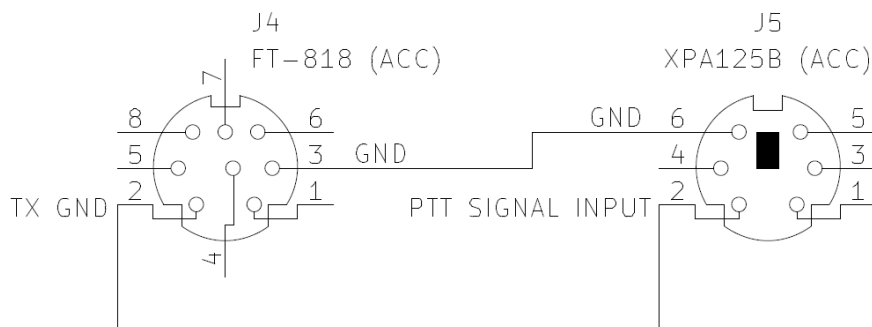 J4
FT-818 (ACC)
7
8
6
5
3
GND
2
1
TX GND
4
J5
XPA125B (ACC)
GND
6
5
4
3
2
1
PTT SIGNAL INPUT